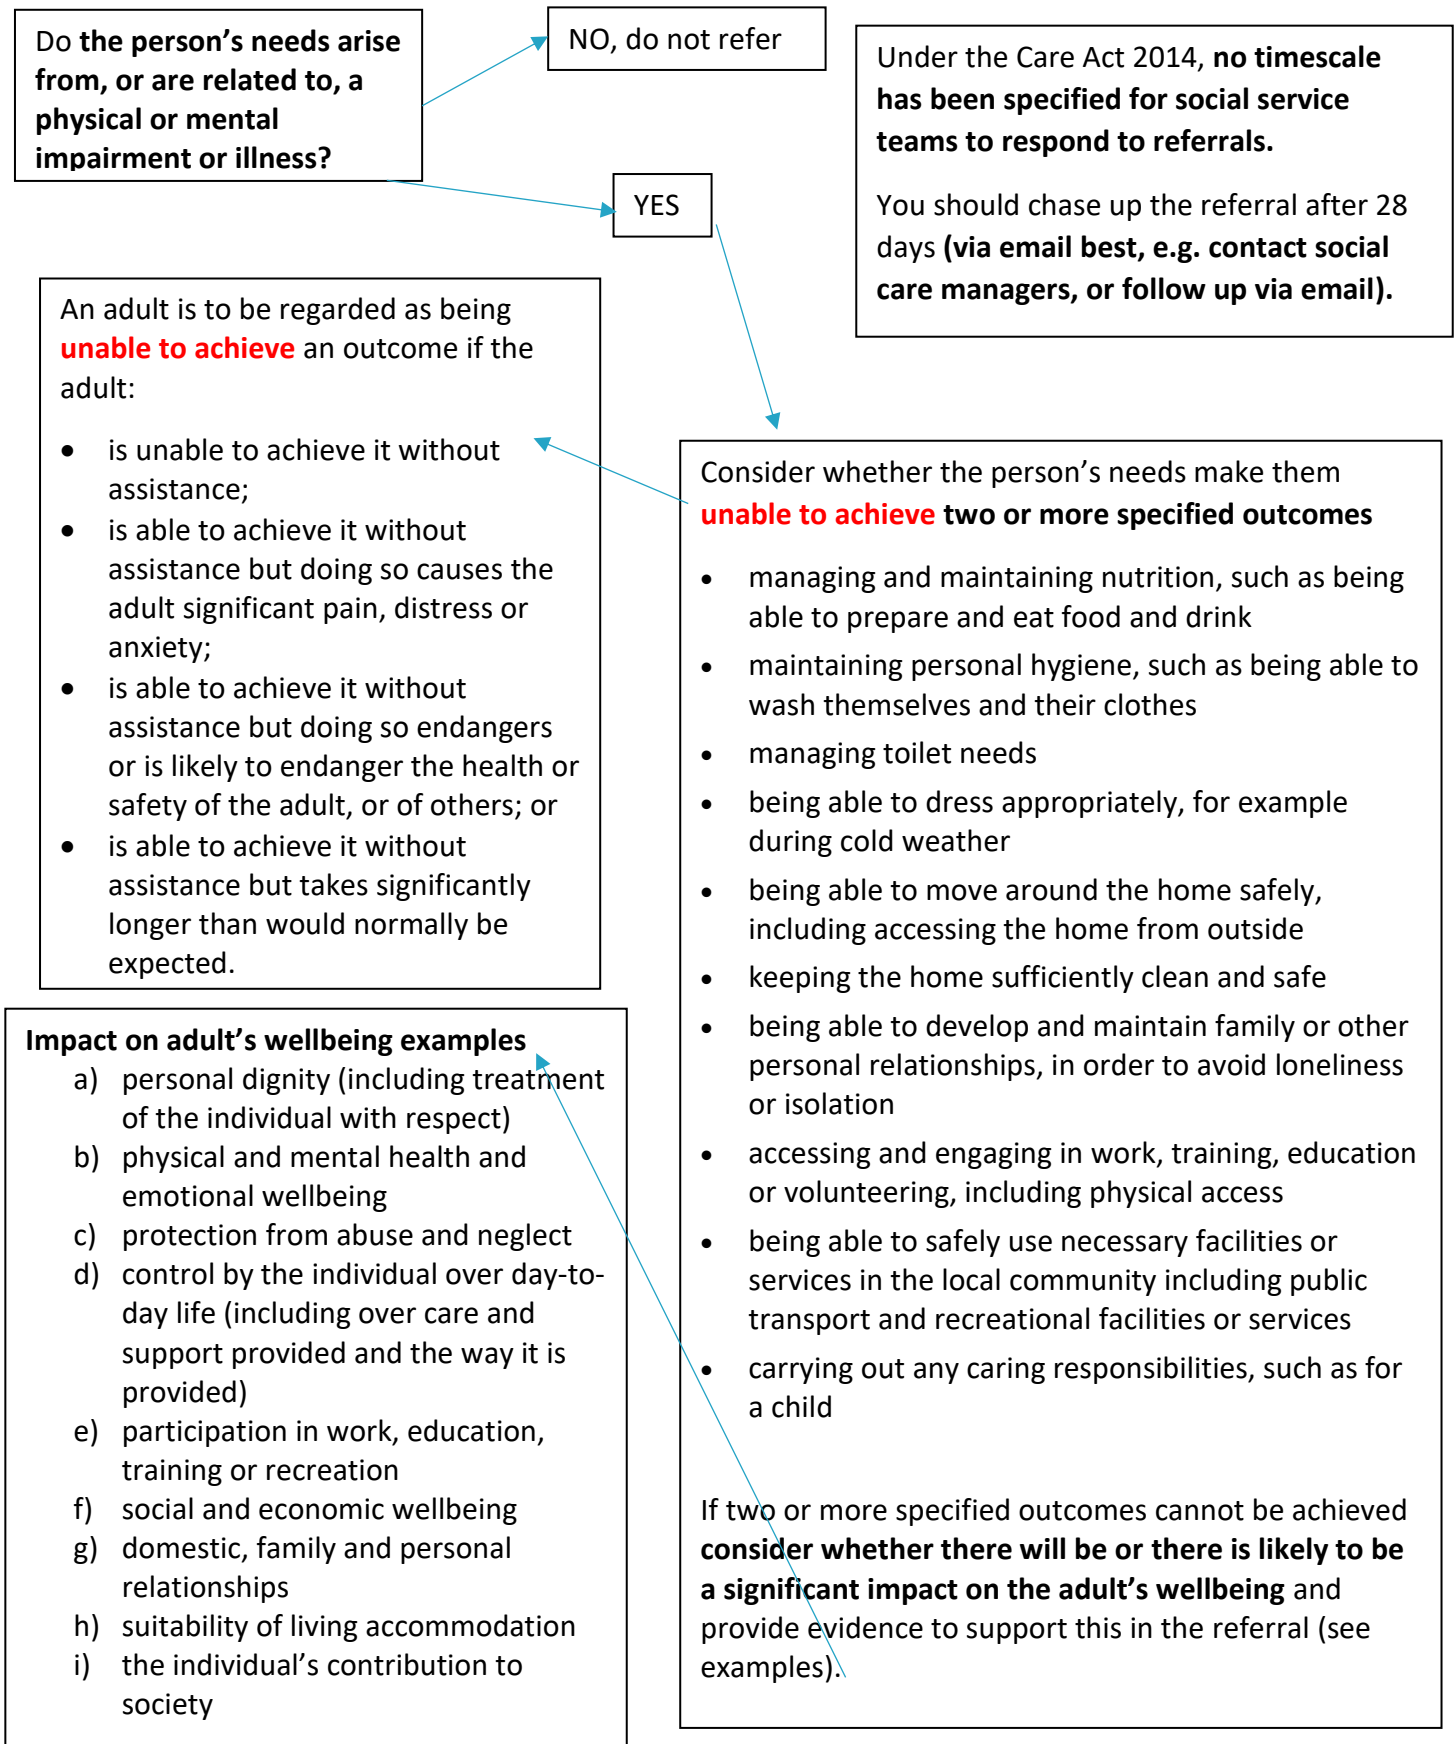 Do the person’s needs arise
from, or are related to, a
physical or mental
impairment or illness?
NO, do not refer
YES
Under the Care Act 2014, no timescale
has been specified for social service
teams to respond to referrals.
You should chase up the referral after 28
days (via email best, e.g. contact social
care managers, or follow up via email).
Consider whether the person’s needs make them
unable to achieve two or more specified outcomes
• managing and maintaining nutrition, such as being
able to prepare and eat food and drink
• maintaining personal hygiene, such as being able to
wash themselves and their clothes
• managing toilet needs
• being able to dress appropriately, for example
during cold weather
• being able to move around the home safely,
including accessing the home from outside
• keeping the home sufficiently clean and safe
• being able to develop and maintain family or other
personal relationships, in order to avoid loneliness
or isolation
• accessing and engaging in work, training, education
or volunteering, including physical access
• being able to safely use necessary facilities or
services in the local community including public
transport and recreational facilities or services
• carrying out any caring responsibilities, such as for
a child
If two or more specified outcomes cannot be achieved
consider whether there will be or there is likely to be
a significant impact on the adult’s wellbeing and
provide evidence to support this in the referral (see
examples).
An adult is to be regarded as being
unable to achieve an outcome if the
adult:
• is unable to achieve it without
assistance;
• is able to achieve it without
assistance but doing so causes the
adult significant pain, distress or
anxiety;
• is able to achieve it without
assistance but doing so endangers
or is likely to endanger the health or
safety of the adult, or of others; or
• is able to achieve it without
assistance but takes significantly
longer than would normally be
expected.
Impact on adult’s wellbeing examples
a) personal dignity (including treatment
of the individual with respect)
b) physical and mental health and
emotional wellbeing
c) protection from abuse and neglect
d) control by the individual over day-to-
day life (including over care and
support provided and the way it is
provided)
e) participation in work, education,
training or recreation
f) social and economic wellbeing
g) domestic, family and personal
relationships
h) suitability of living accommodation
i) the individual’s contribution to
society